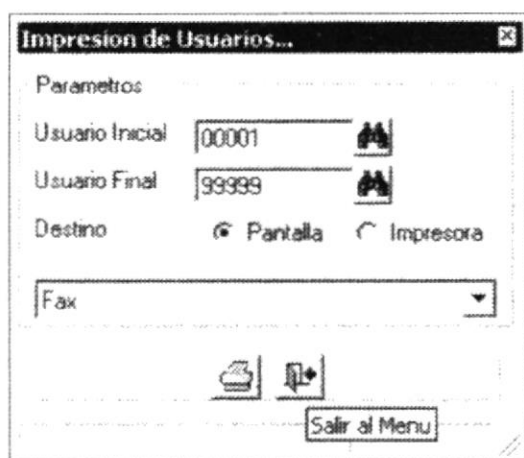 Impresion de Usuarios...
Parametros
Usuario Inicial 00001
Usuario Final 99999
Destino Pantalla Impresora
Fax
Salir al Menu